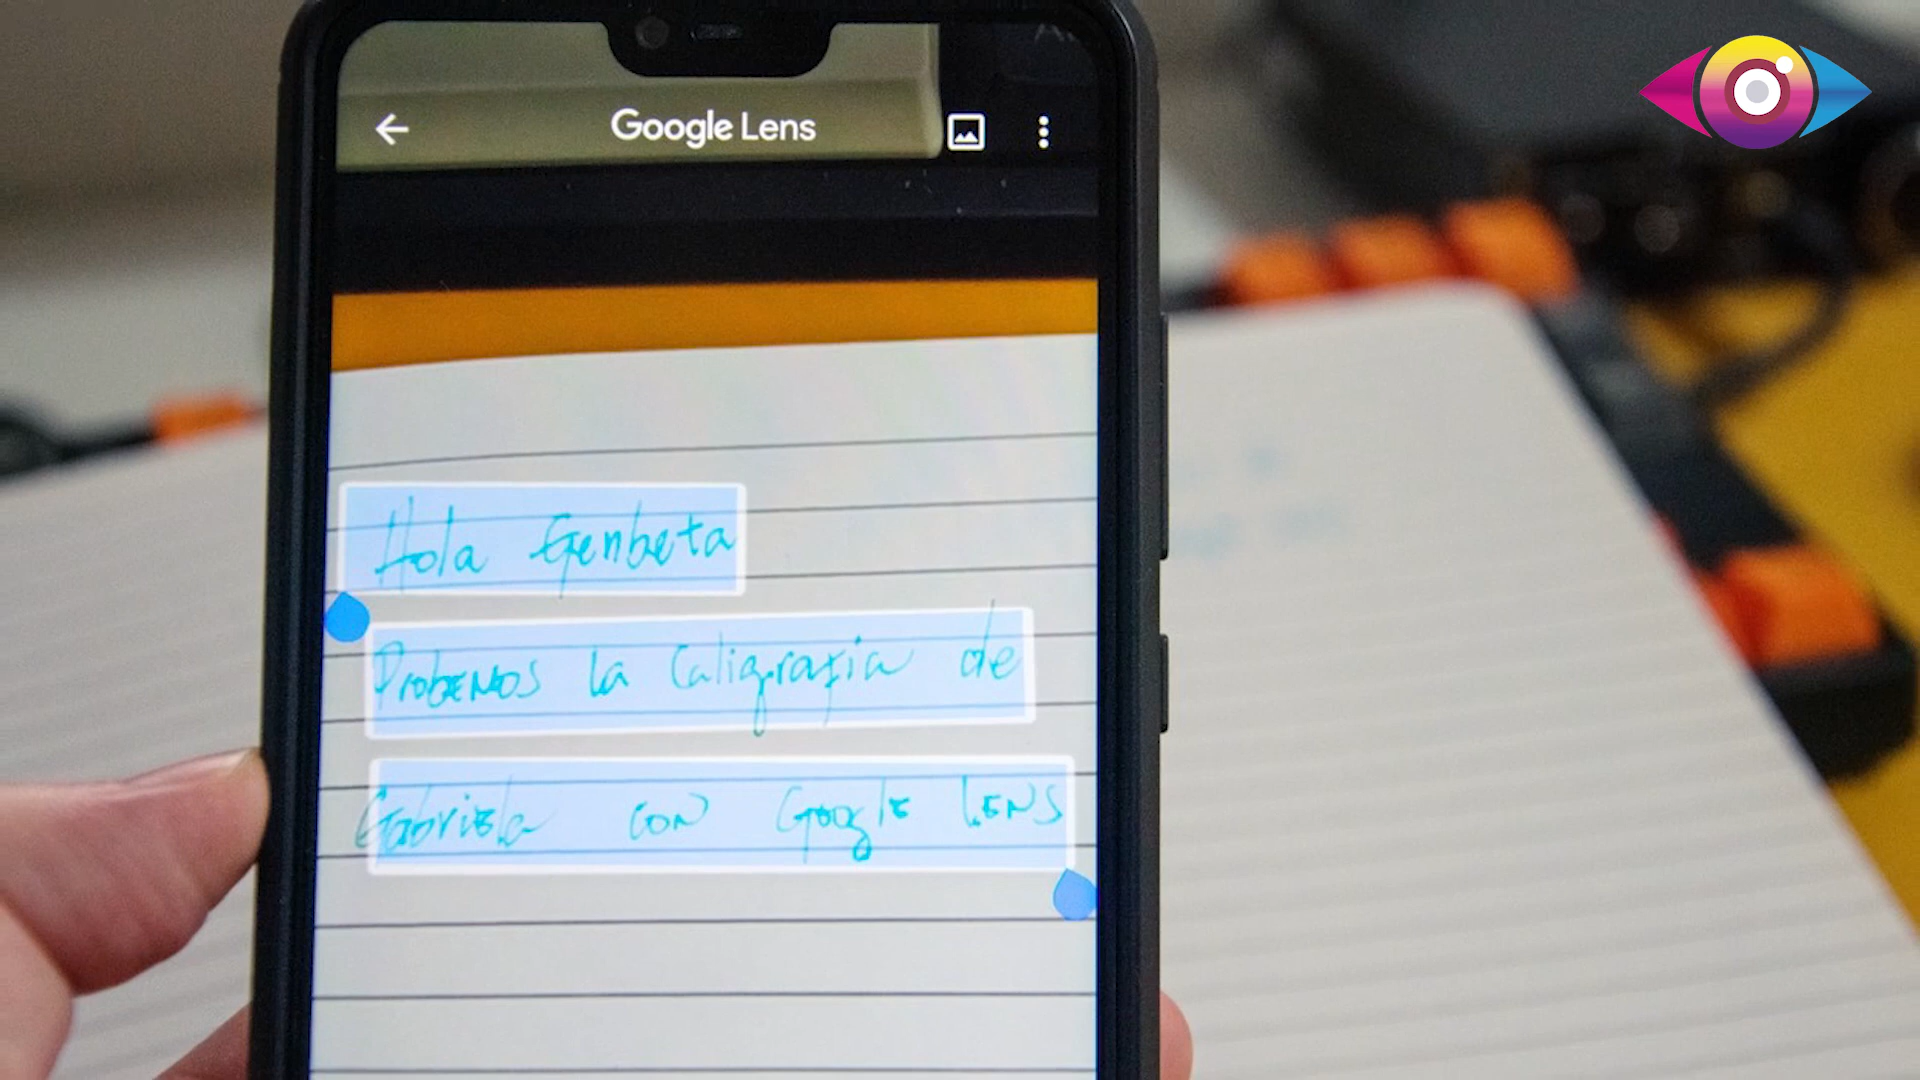 Google Lens
Hola Genbeta
Probemos la Caligrafia de
Gabriela con Google Lens